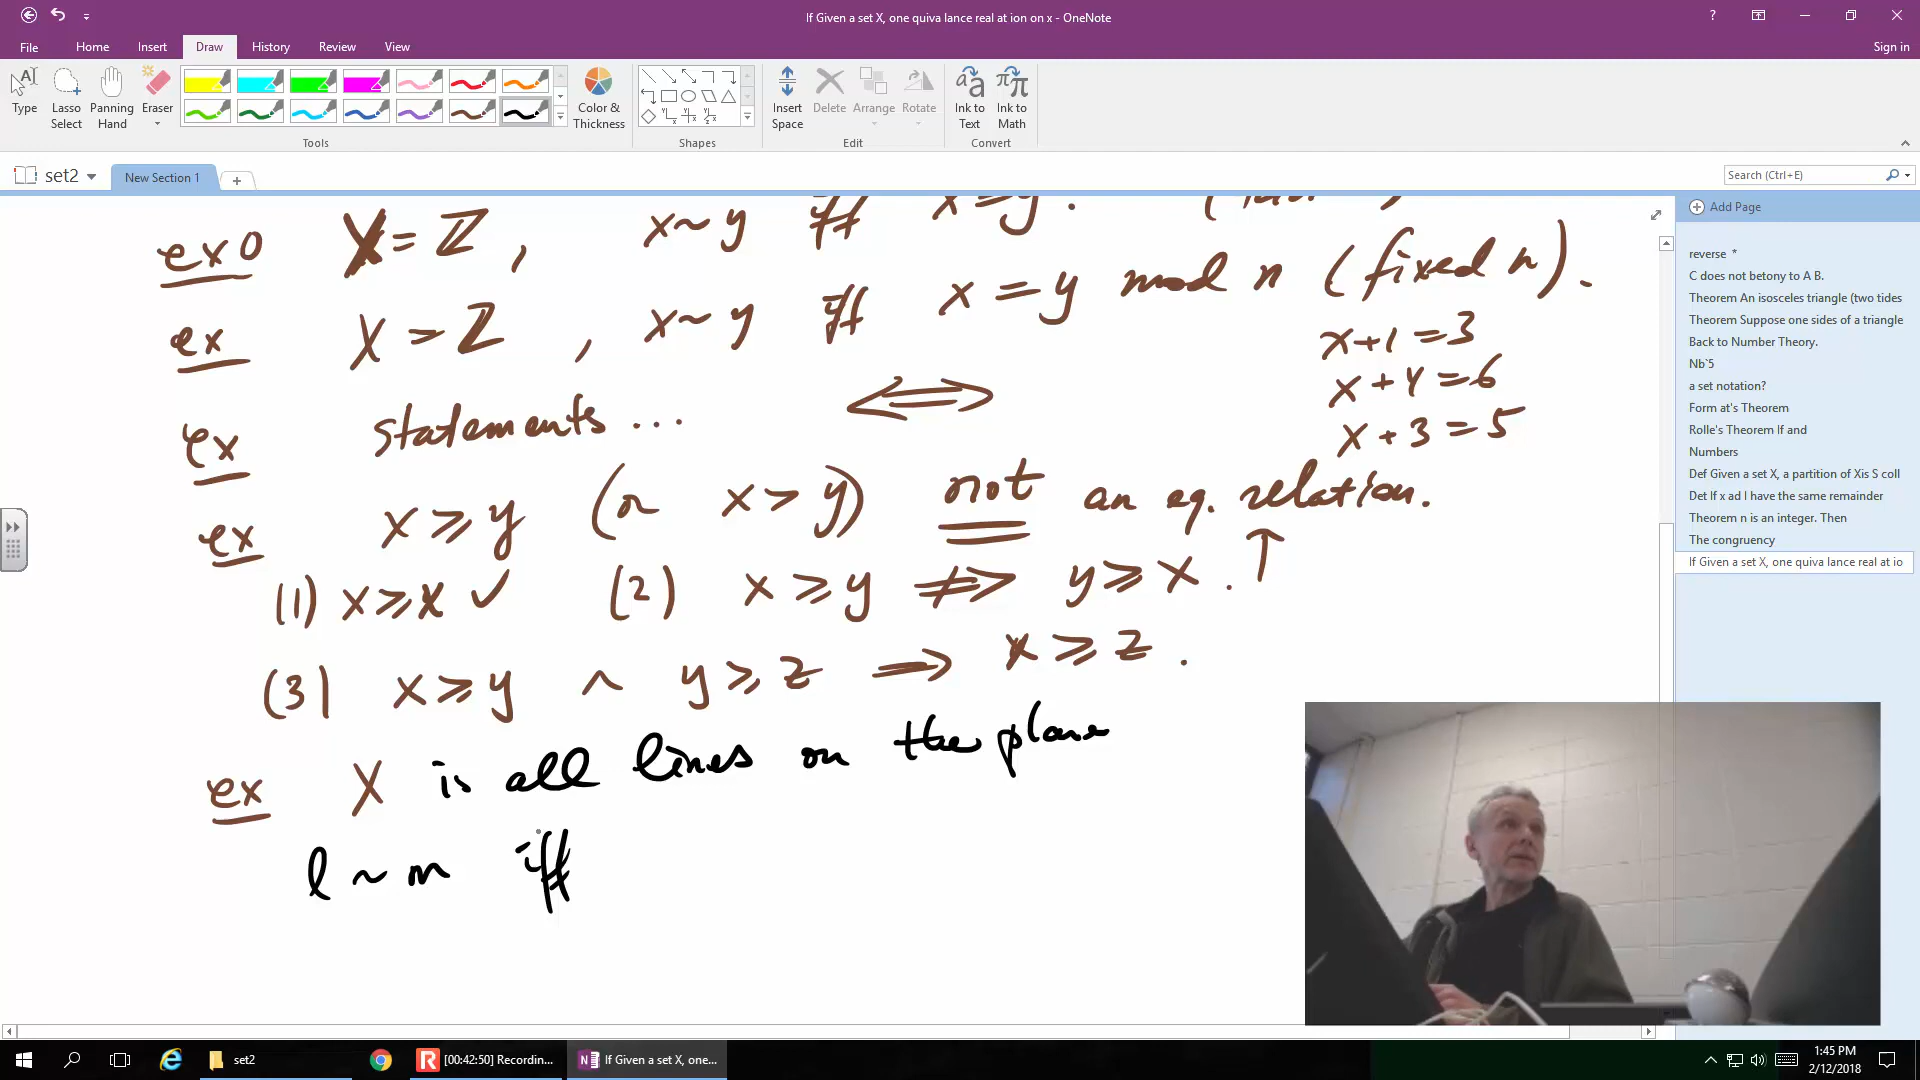 If Given a set X, one quiva lance real at ion on x - OneNote
?
File
Home
Insert
Draw
History
Review
View
Sign in
Type
Lasso Select
Panning Hand
Eraser
Color & Thickness
Insert Space
Delete
Arrange
Rotate
Ink to Text
Ink to Math
Tools
Shapes
Edit
Convert
set2
New Section 1
Search (Ctrl+E)
Add Page
reverse *
C does not betony to A B.
Theorem An isosceles triangle (two tides
Theorem Suppose one sides of a triangle
Back to Number Theory.
Nb`5
a set notation?
Form at's Theorem
Rolle's Theorem If and
Numbers
Def Given a set X, a partition of Xis S coll
Det If x ad I have the same remainder
Theorem n is an integer. Then
The congruency
If Given a set X, one quiva lance real at io
ex0 X = ℤ, x ~ y iff x = y.
ex X = ℤ, x ~ y iff x = y mod n (fixed n).
x + 1 = 3
x + 4 = 6
x + 3 = 5
ex statements... ⟺
ex x ⩾ y (or x > y) not an eq. relation.
(1) x ⩾ x ✓ (2) x ⩾ y ⇏ y ⩾ x. ↑
(3) x ⩾ y ^ y ⩾ z ⟹ x ⩾ z.
ex X is all lines on the plane
l ~ m iff
set2
[00:42:50] Recordin...
If Given a set X, one...
1:45 PM
2/12/2018